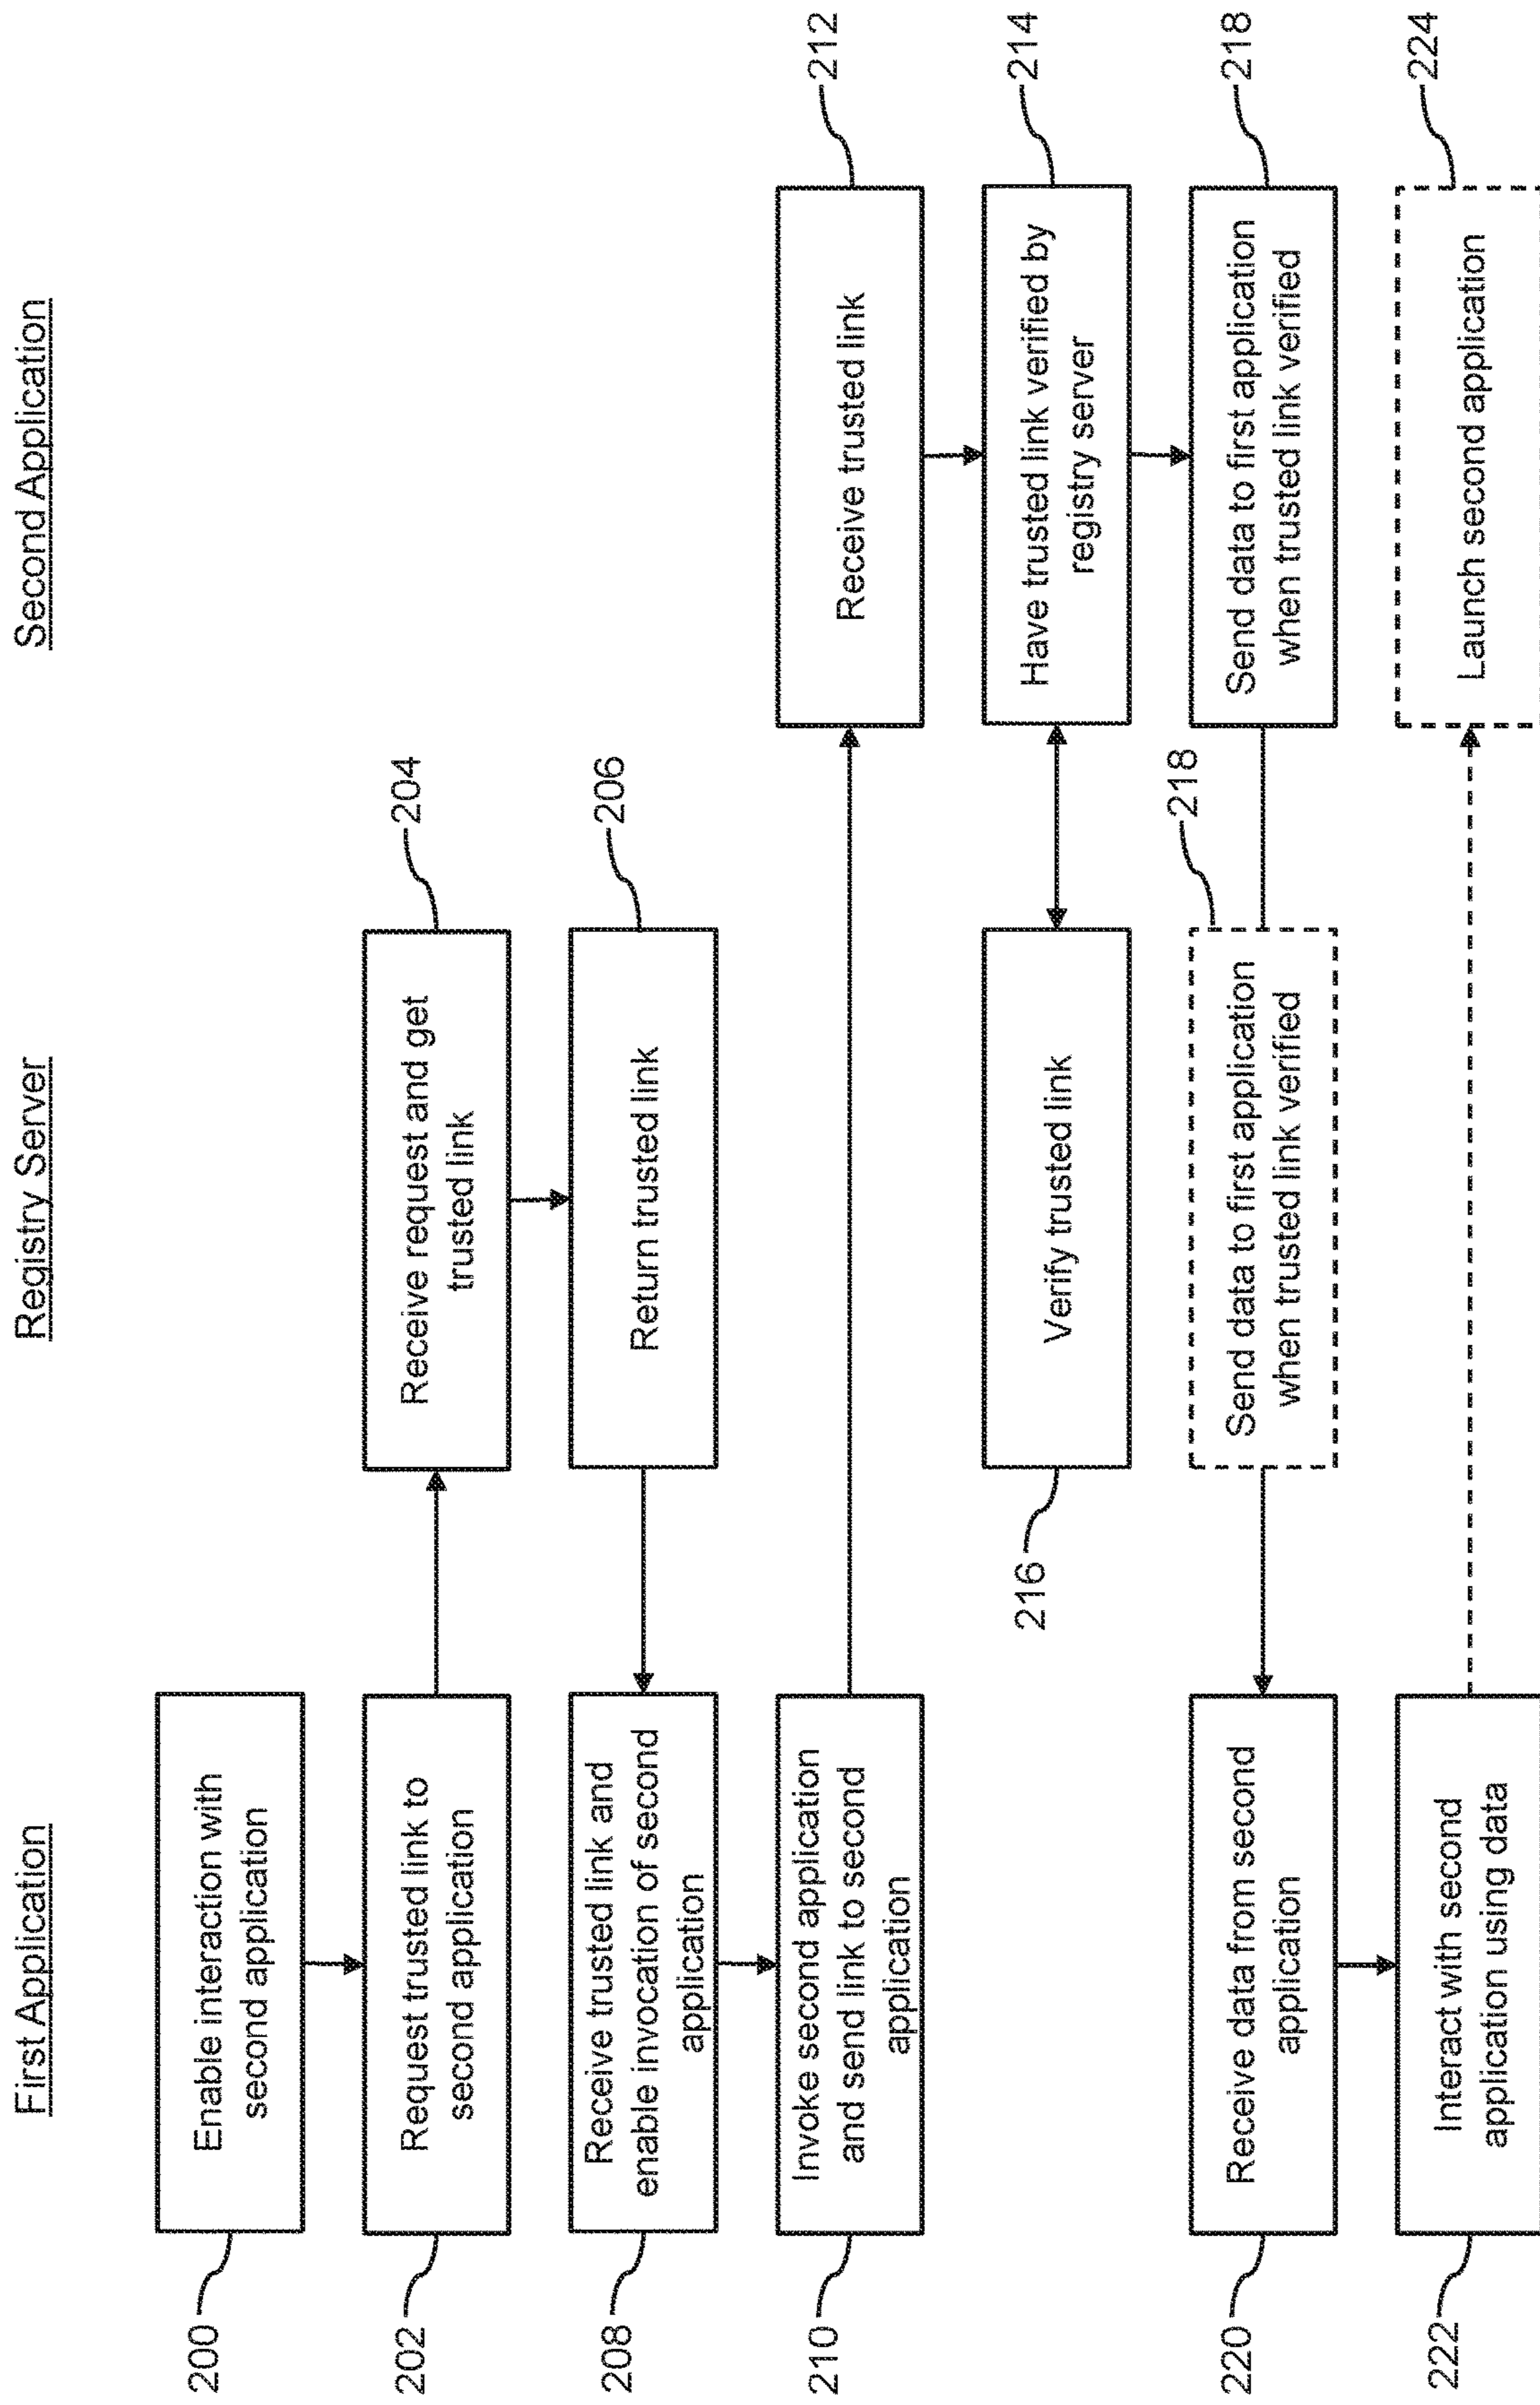 First Application
Registry Server
Second Application
200
Enable interaction with
second application
202
Request trusted link to
second application
Receive request and get
trusted link
204
Return trusted link
206
208
Receive trusted link and
enable invocation of second
application
210
Invoke second application
and send link to second
application
Receive trusted link
212
Have trusted link verified by
registry server
214
216
Verify trusted link
Send data to first application
when trusted link verified
218
Send data to first application
when trusted link verified
218
220
Receive data from second
application
222
Interact with second
application using data
Launch second application
224